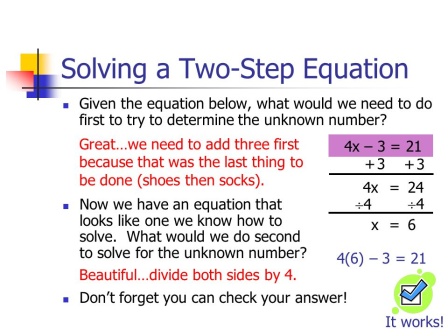 Solving a Two-Step Equation
Given the equation below, what would we need to do
first to try to determine the unknown number?
Great…we need to add three first
because that was the last thing to
be done (shoes then socks).
Now we have an equation that
looks like one we know how to
solve.  What would we do second
to solve for the unknown number?
Beautiful…divide both sides by 4.
Don’t forget you can check your answer!
4x – 3 = 21
+3 +3
4x = 24
÷4 ÷4
x = 6
4(6) – 3 = 21
It works!